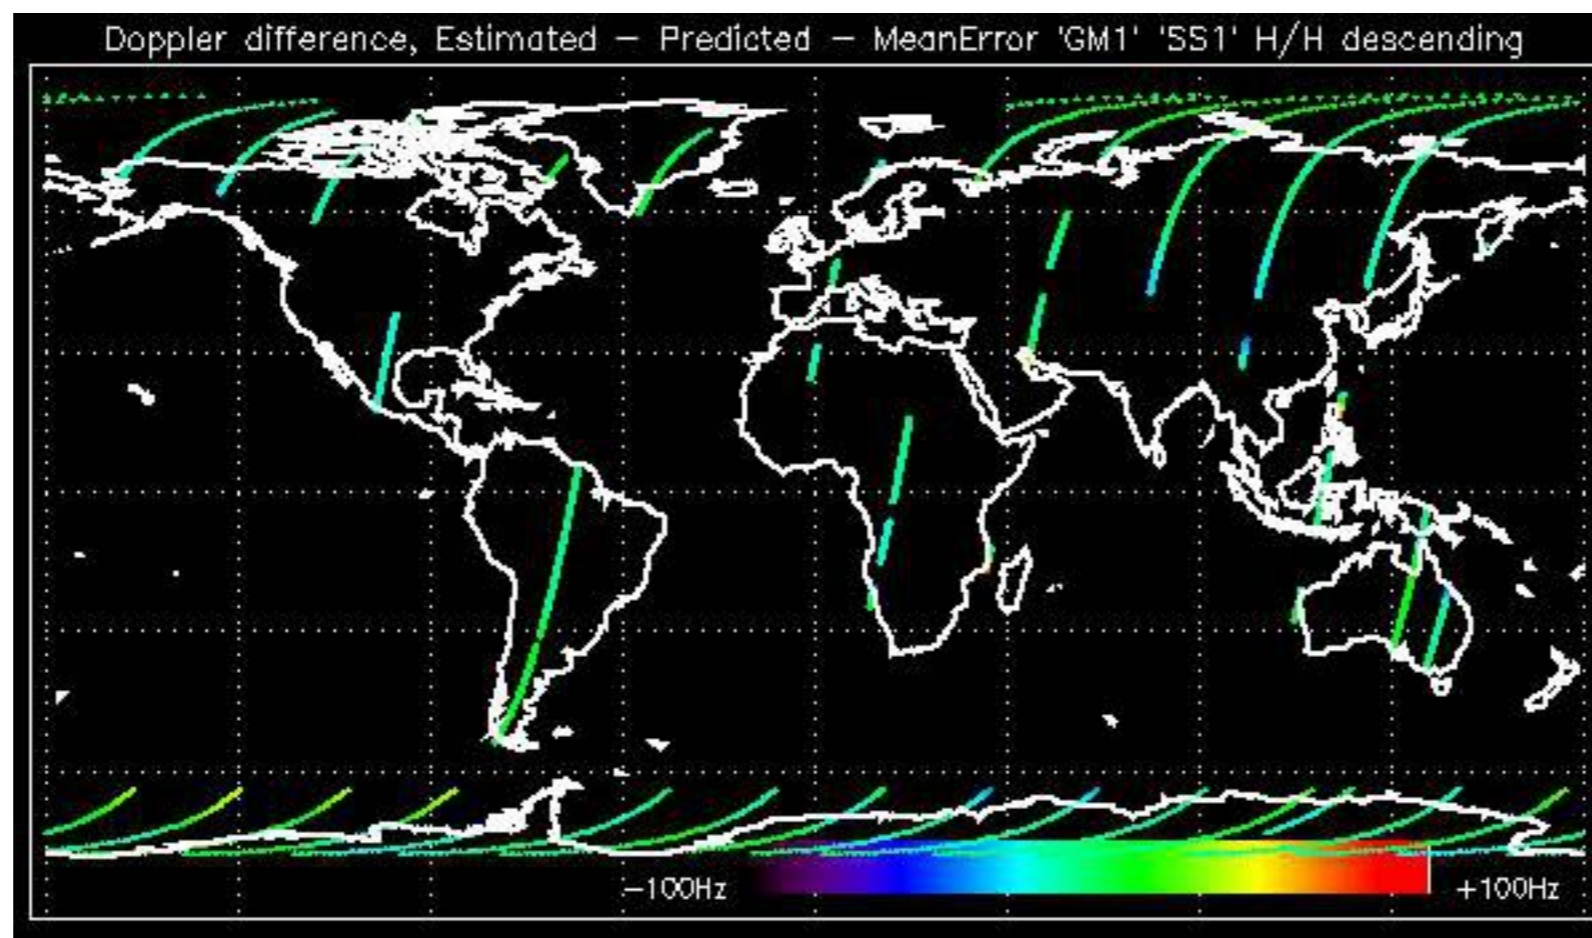 Doppler difference, Estimated − Predicted − MeanError 'GM1' 'SS1' H/H descending
−100Hz
+100Hz